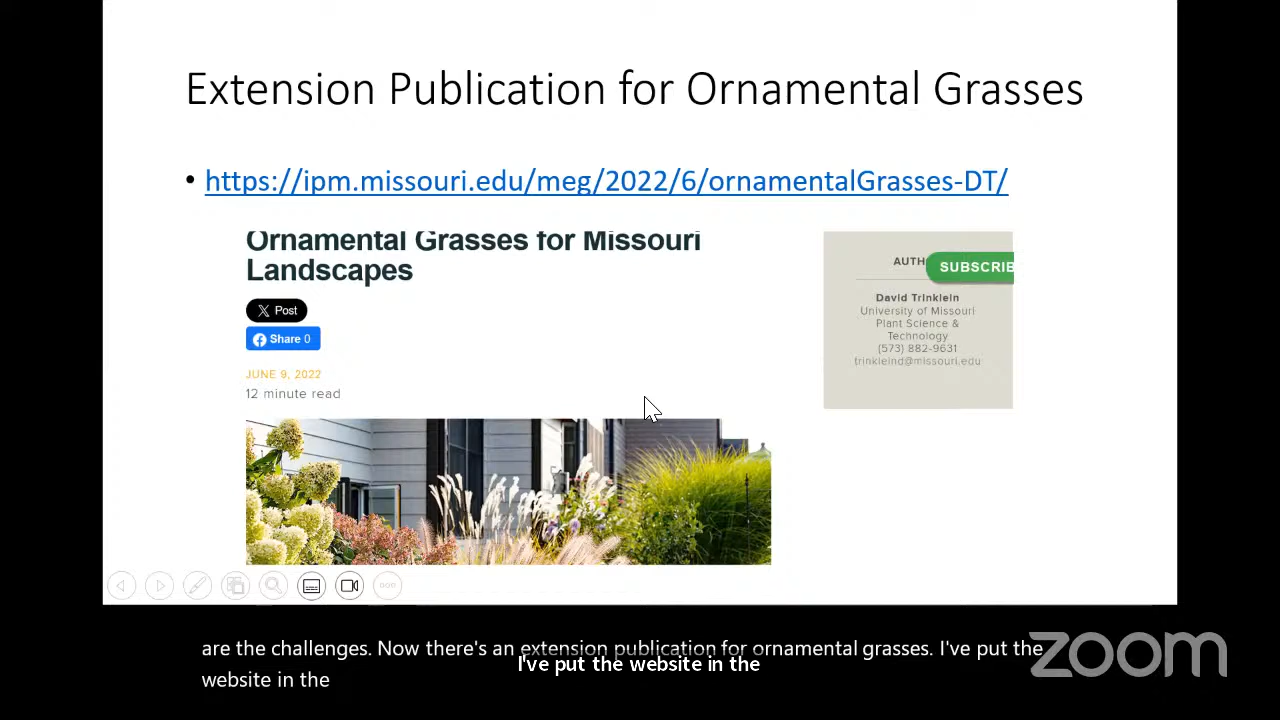 Extension Publication for Ornamental Grasses
• https://ipm.missouri.edu/meg/2022/6/ornamentalGrasses-DT/
Ornamental Grasses for Missouri
Landscapes
X Post
Share 0
JUNE 9, 2022
12 minute read
AUTH
SUBSCRIB
David Trinklein
University of Missouri
Plant Science &
Technology
(573) 882-9631
trinkleind@missouri.edu
are the challenges. Now there's an extension publication for ornamental grasses. I've put the
website in the
I've put the website in the
zoom